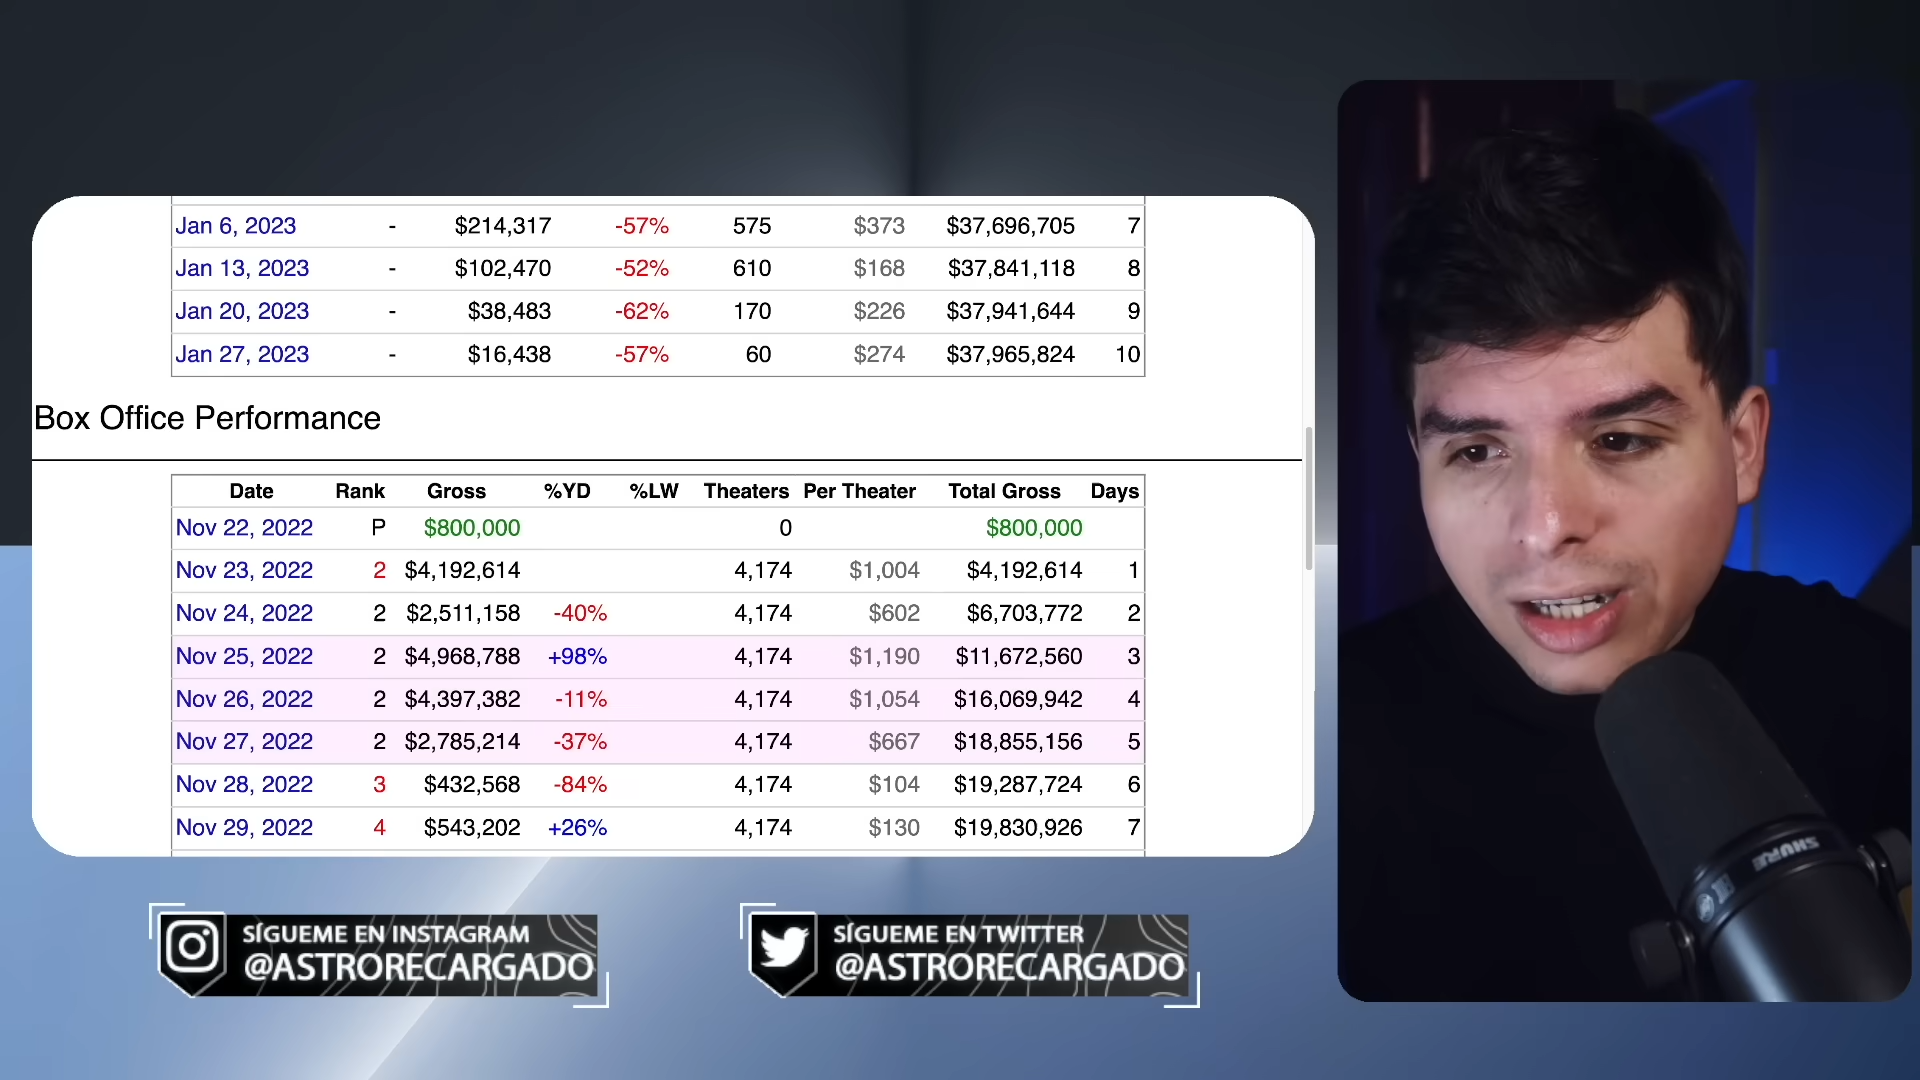 Jan 6, 2023 - $214,317 -57% 575 $373 $37,696,705 7
Jan 13, 2023 - $102,470 -52% 610 $168 $37,841,118 8
Jan 20, 2023 - $38,483 -62% 170 $226 $37,941,644 9
Jan 27, 2023 - $16,438 -57% 60 $274 $37,965,824 10
Box Office Performance
Date Rank Gross %YD %LW Theaters Per Theater Total Gross Days
Nov 22, 2022 P $800,000 0 $800,000
Nov 23, 2022 2 $4,192,614 4,174 $1,004 $4,192,614 1
Nov 24, 2022 2 $2,511,158 -40% 4,174 $602 $6,703,772 2
Nov 25, 2022 2 $4,968,788 +98% 4,174 $1,190 $11,672,560 3
Nov 26, 2022 2 $4,397,382 -11% 4,174 $1,054 $16,069,942 4
Nov 27, 2022 2 $2,785,214 -37% 4,174 $667 $18,855,156 5
Nov 28, 2022 3 $432,568 -84% 4,174 $104 $19,287,724 6
Nov 29, 2022 4 $543,202 +26% 4,174 $130 $19,830,926 7
SHURE
SÍGUEME EN INSTAGRAM
@ASTRORECARGADO
SÍGUEME EN TWITTER
@ASTRORECARGADO